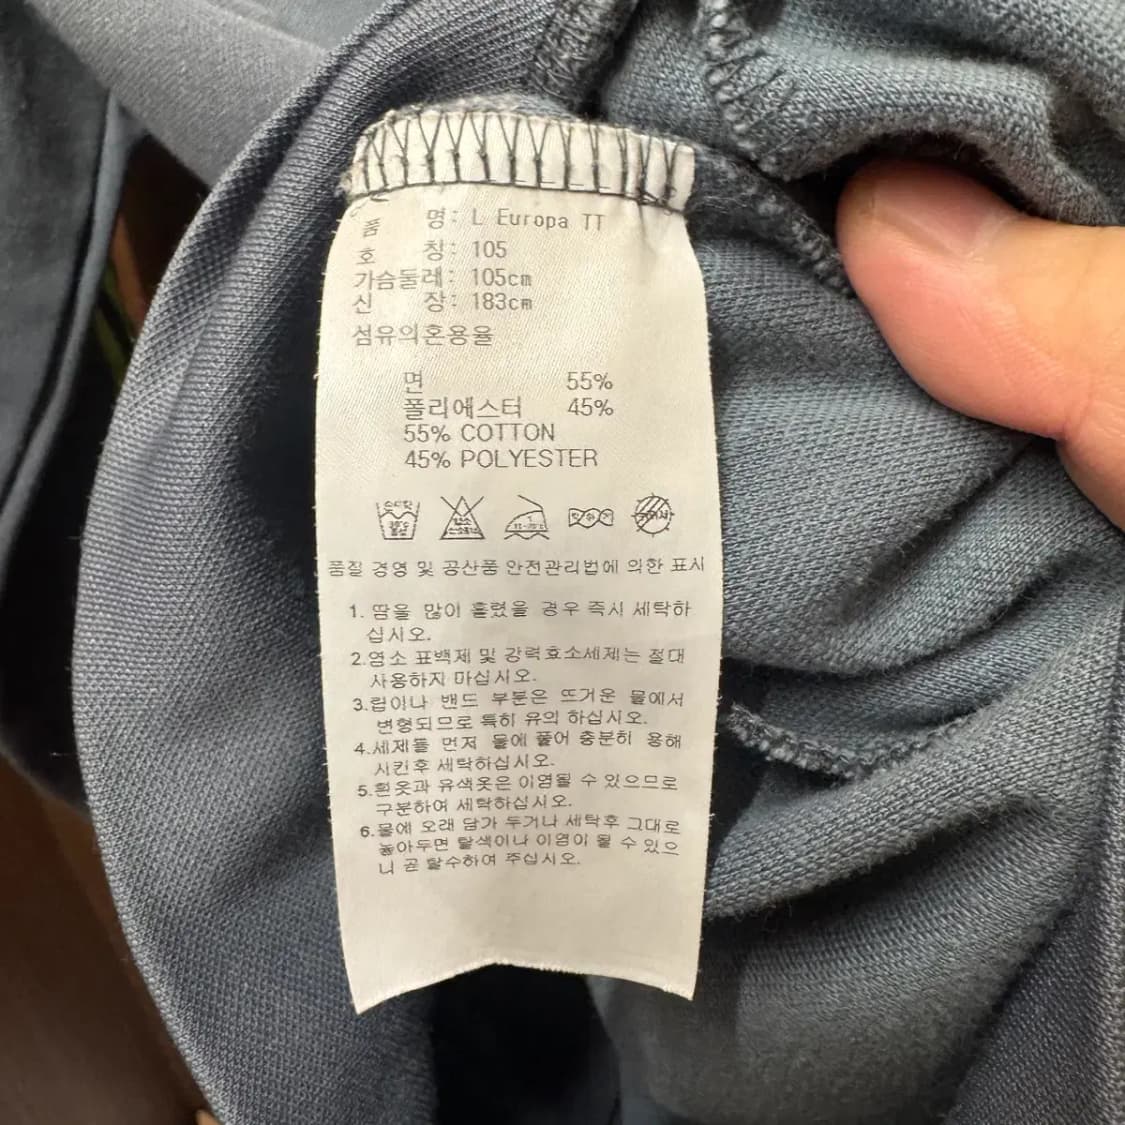 품 명: L Europa TT
호 칭: 105
가슴둘레: 105cm
신 장: 183cm
섬유의혼용율
면 55%
폴리에스터 45%
55% COTTON
45% POLYESTER
품질 경영 및 공산품 안전관리법에 의한 표시
1. 땀을 많이 흘렸을 경우 즉시 세탁하
십시오.
2.염소 표백제 및 강력효소세제는 절대
사용하지 마십시오.
3.립이나 밴드 부분은 뜨거운 물에서
변형되므로 특히 유의 하십시오.
4.세제를 먼저 물에 풀어 충분히 용해
시킨후 세탁하십시오.
5.흰옷과 유색옷은 이염될 수 있으므로
구분하여 세탁하십시오.
6.물에 오래 담가 두거나 세탁후 그대로
놓아두면 탈색이나 이염이 될 수 있으
니 곧 탈수하여 주십시오.